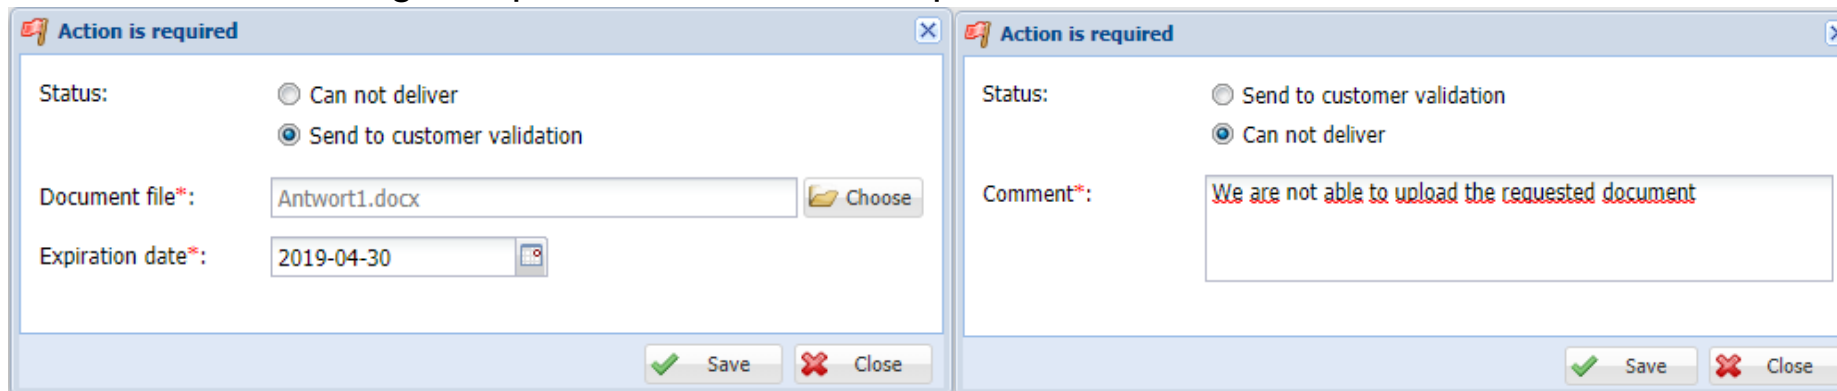 Action is required
Status:
Can not deliver
Send to customer validation
Document file*:
Antwort1.docx
Choose
Expiration date*:
2019-04-30
Save
Close
Action is required
Status:
Send to customer validation
Can not deliver
Comment*:
We are not able to upload the requested document
Save
Close